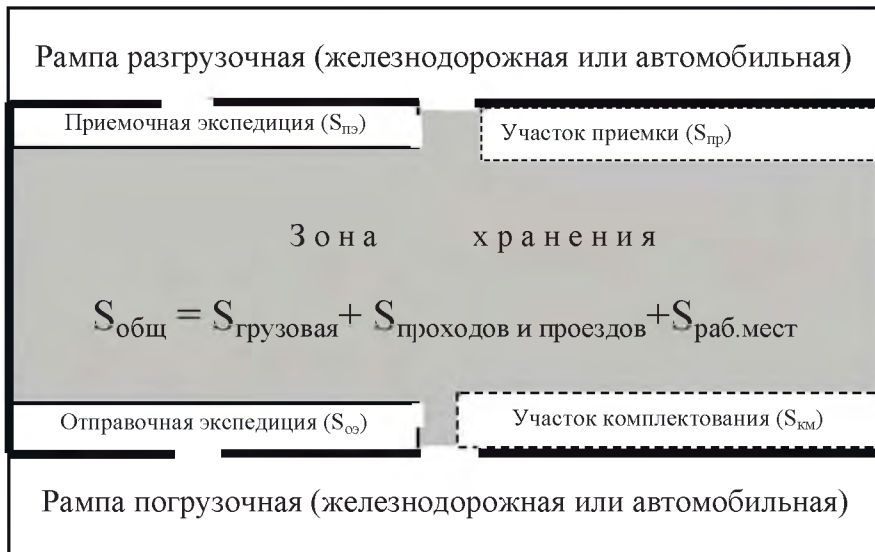 Рампа разгрузочная (железнодорожная или автомобильная)
Приемочная экспедиция (Sпэ)
Участок приемки (Sпр)
Зона хранения
Sобщ = Sгрузовая+ Sпроходов и проездов+Sраб.мест
Отправочная экспедиция (Sоэ)
Участок комплектования (Sкм)
Рампа погрузочная (железнодорожная или автомобильная)